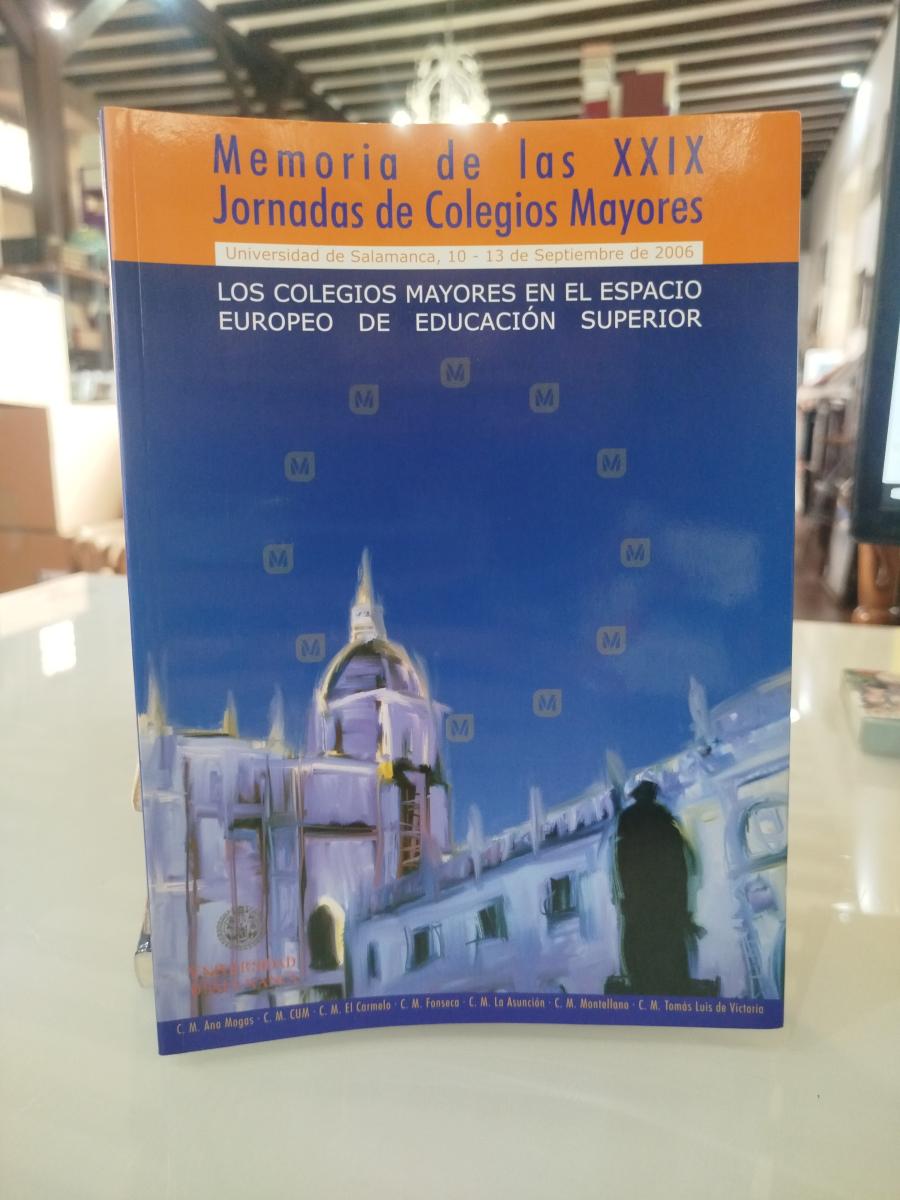 Memoria de las XXIX
Jornadas de Colegios Mayores
Universidad de Salamanca, 10 - 13 de Septiembre de 2006
LOS COLEGIOS MAYORES EN EL ESPACIO
EUROPEO DE EDUCACIÓN SUPERIOR
M
M
M
M
M
M
M
M
M
M
M
UNIVERSIDAD
C. M. Ana Mogas · C. M. CUM · C. M. El Carmelo · C. M. Fonseca · C. M. La Asunción · C. M. Montellano · C. M. Tomás Luis de Victoria